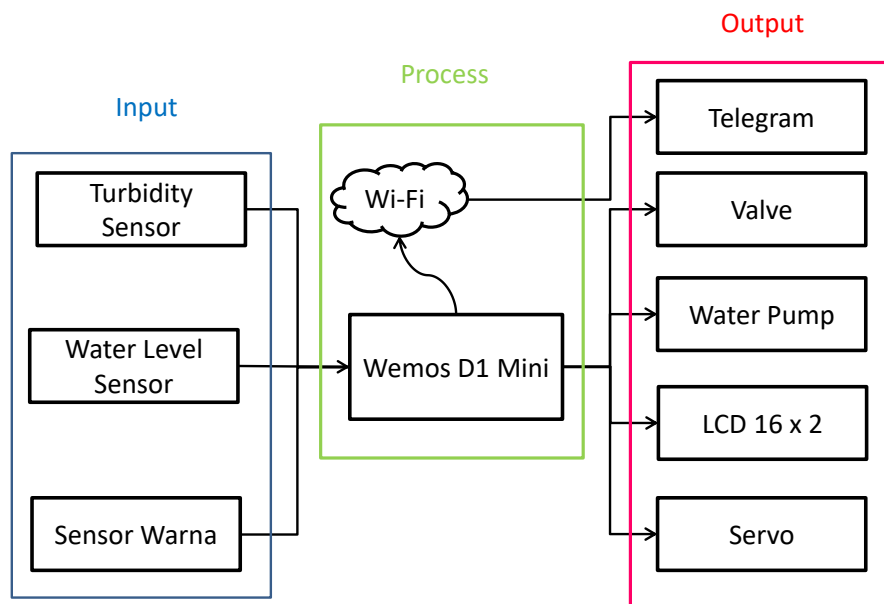 Input
Turbidity
Sensor
Water Level
Sensor
Sensor Warna
Process
Wi-Fi
Wemos D1 Mini
Output
Telegram
Valve
Water Pump
LCD 16 x 2
Servo